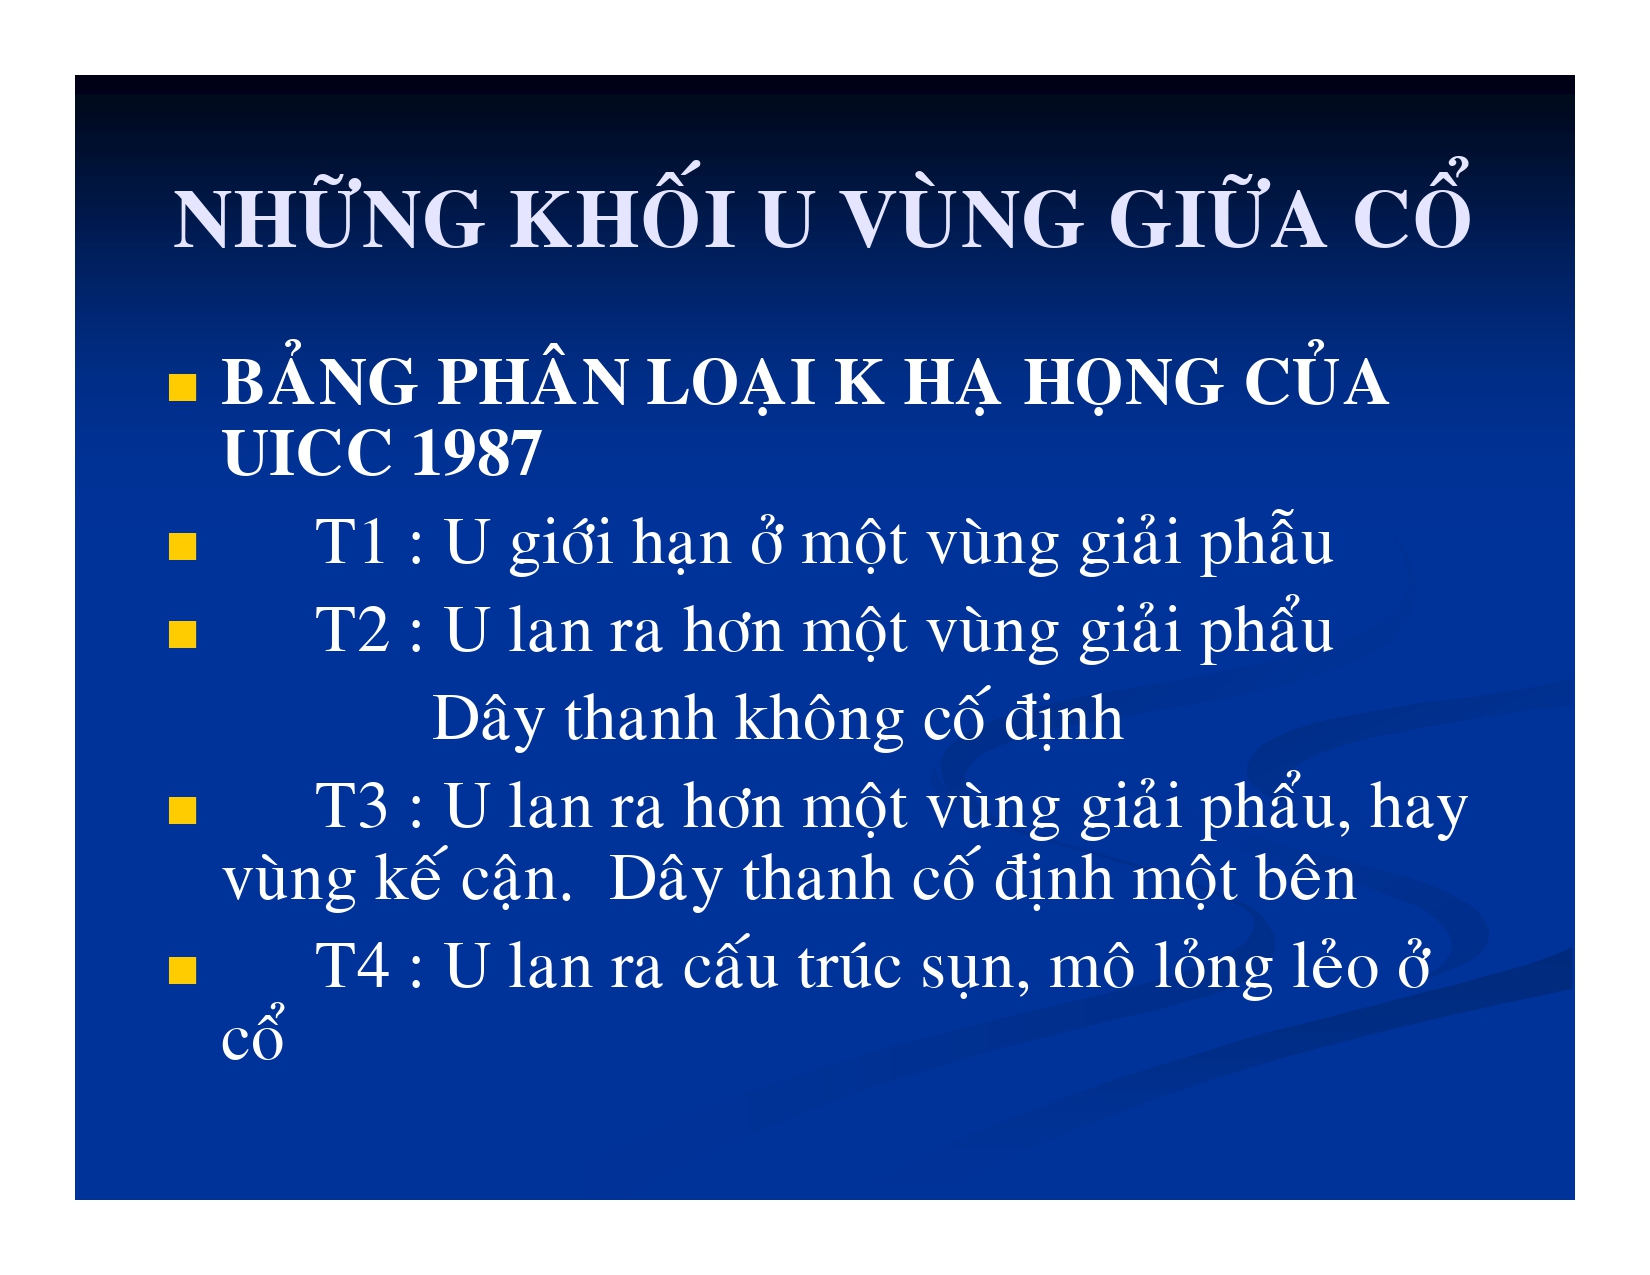 NHỮNG KHỐI U VÙNG GIỮA CỔ
BẢNG PHÂN LOẠI K HẠ HỌNG CỦA
UICC 1987
T1 : U giới hạn ở một vùng giải phẫu
T2 : U lan ra hơn một vùng giải phẩu
Dây thanh không cố định
T3 : U lan ra hơn một vùng giải phẩu, hay
vùng kế cận. Dây thanh cố định một bên
T4 : U lan ra cấu trúc sụn, mô lỏng lẻo ở
cổ